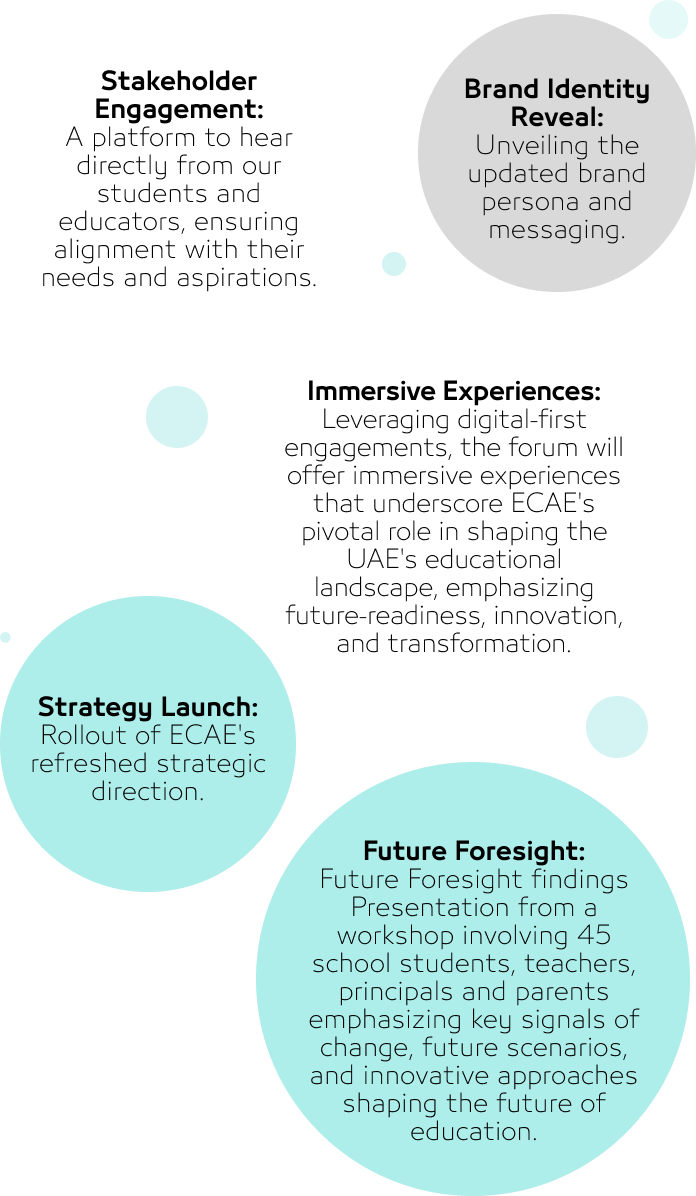 Stakeholder
Engagement:
A platform to hear
directly from our
students and
educators, ensuring
alignment with their
needs and aspirations.
Brand Identity
Reveal:
Unveiling the
updated brand
persona and
messaging.
Immersive Experiences:
Leveraging digital-first
engagements, the forum will
offer immersive experiences
that underscore ECAE's
pivotal role in shaping the
UAE's educational
landscape, emphasizing
future-readiness, innovation,
and transformation.
Strategy Launch:
Rollout of ECAE's
refreshed strategic
direction.
Future Foresight:
Future Foresight findings
Presentation from a
workshop involving 45
school students, teachers,
principals and parents
emphasizing key signals of
change, future scenarios,
and innovative approaches
shaping the future of
education.